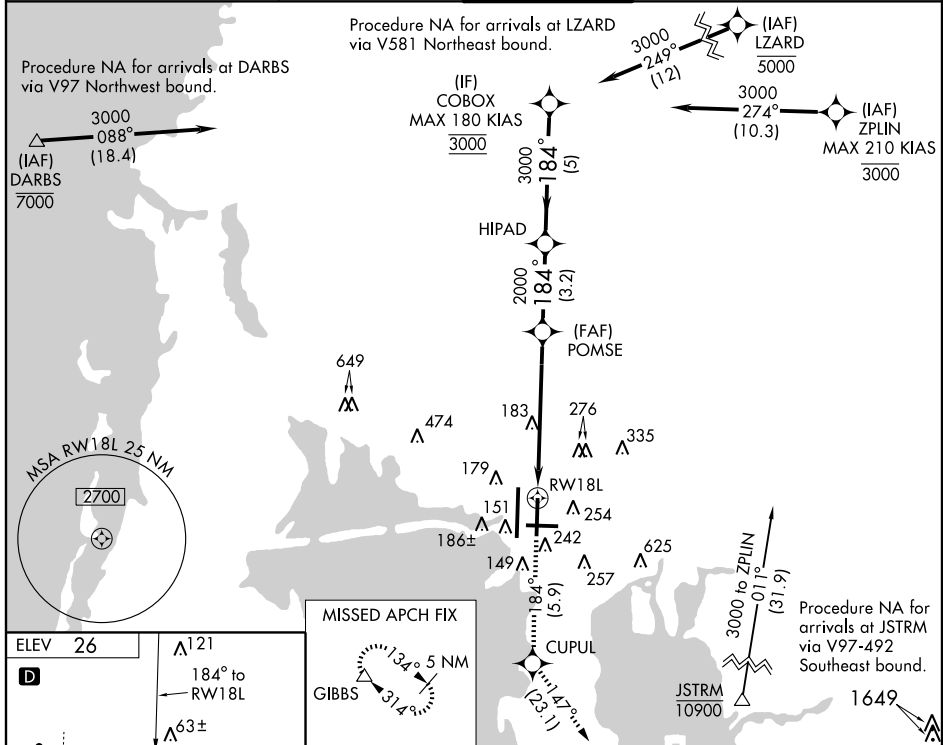 Procedure NA for arrivals at LZARD
via V581 Northeast bound.
Procedure NA for arrivals at DARBS
via V97 Northwest bound.
3000
088°
(18.4)
(IAF)
DARBS
7000
(IF)
COBOX
MAX 180 KIAS
3000
3000
249°
(12)
(IAF)
LZARD
5000
3000
274°
(10.3)
(IAF)
ZPLIN
MAX 210 KIAS
3000
3000
184°
(5)
HIPAD
2000
184°
(3.2)
(FAF)
POMSE
649
474
183
276
335
179
RW18L
151
254
186±
242
149
257
625
MSA RW18L 25 NM
2700
184°
(5.9)
CUPUL
147°
(23.1)
3000 to ZPLIN
011°
(31.9)
JSTRM
10900
Procedure NA for
arrivals at JSTRM
via V97-492
Southeast bound.
1649
MISSED APCH FIX
134°
5 NM
GIBBS
314°
ELEV 26
D
121
184° to
RW18L
63±